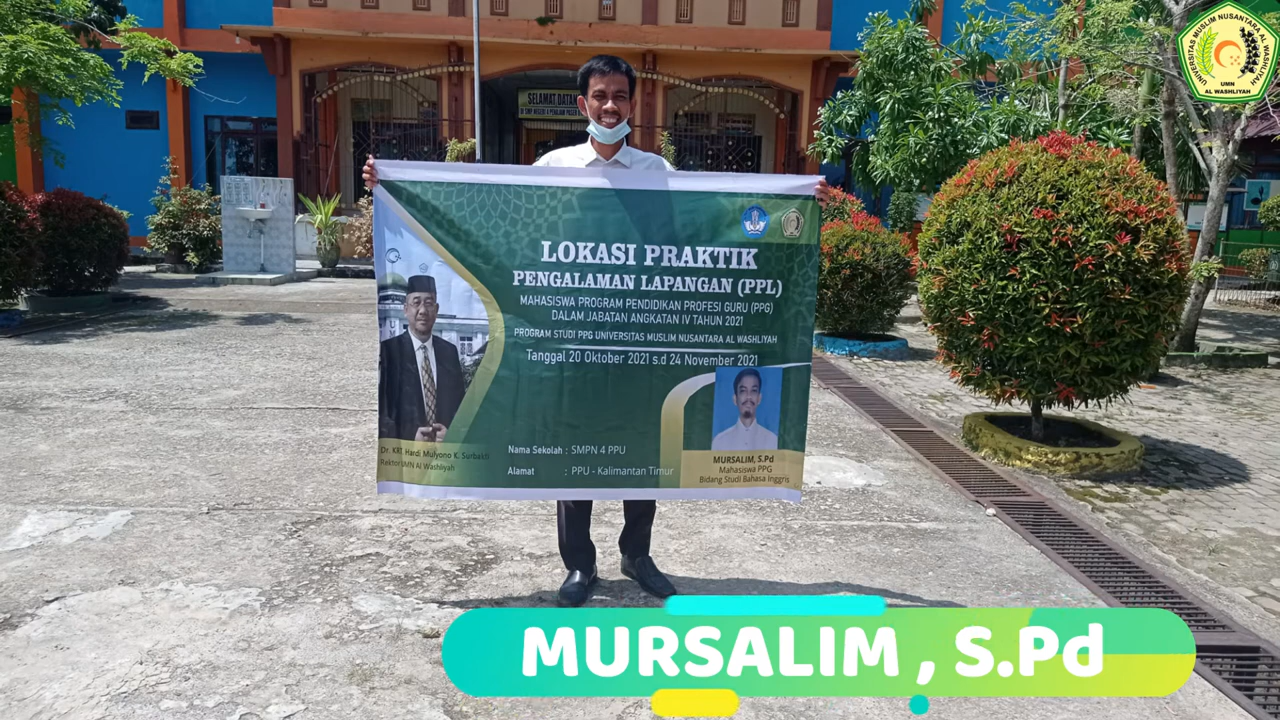 UNIVERSITAS MUSLIM NUSANTARA AL WASHLIYAH
UMN
AL WASHLIYAH
SELAMAT DATAN
LOKASI PRAKTIK
PENGALAMAN LAPANGAN (PPL)
MAHASISWA PROGRAM PENDIDIKAN PROFESI GURU (PPG)
DALAM JABATAN ANGKATAN IV TAHUN 2021
PROGRAM STUDI PPG UNIVERSITAS MUSLIM NUSANTARA AL WASHLIYAH
Tanggal 20 Oktober 2021 s.d 24 November 2021
Dr. KRT. Hardi Mulyono K. Surbakti
Rektor UMN Al Washliyah
Nama Sekolah : SMPN 4 PPU
Alamat : PPU - Kalimantan Timur
MURSALIM, S.Pd
Mahasiswa PPG
Bidang Studi Bahasa Inggris
MURSALIM , S.Pd